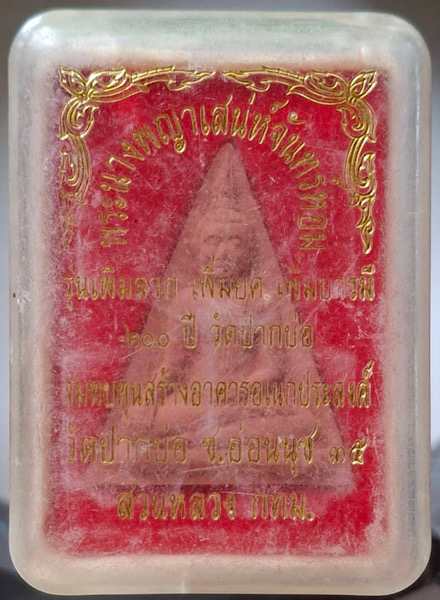 พระนางพญาเสน่ห์จันทร์หอม
รุ่นเพิ่มลาภ เพิ่มยศ เพิ่มบารมี
๒๐๐ ปี วัดปากบ่อ
สมทบทุนสร้างอาคารอเนกประสงค์
วัดปากบ่อ ซ.อ่อนนุช ๓๕
สวนหลวง กทม.